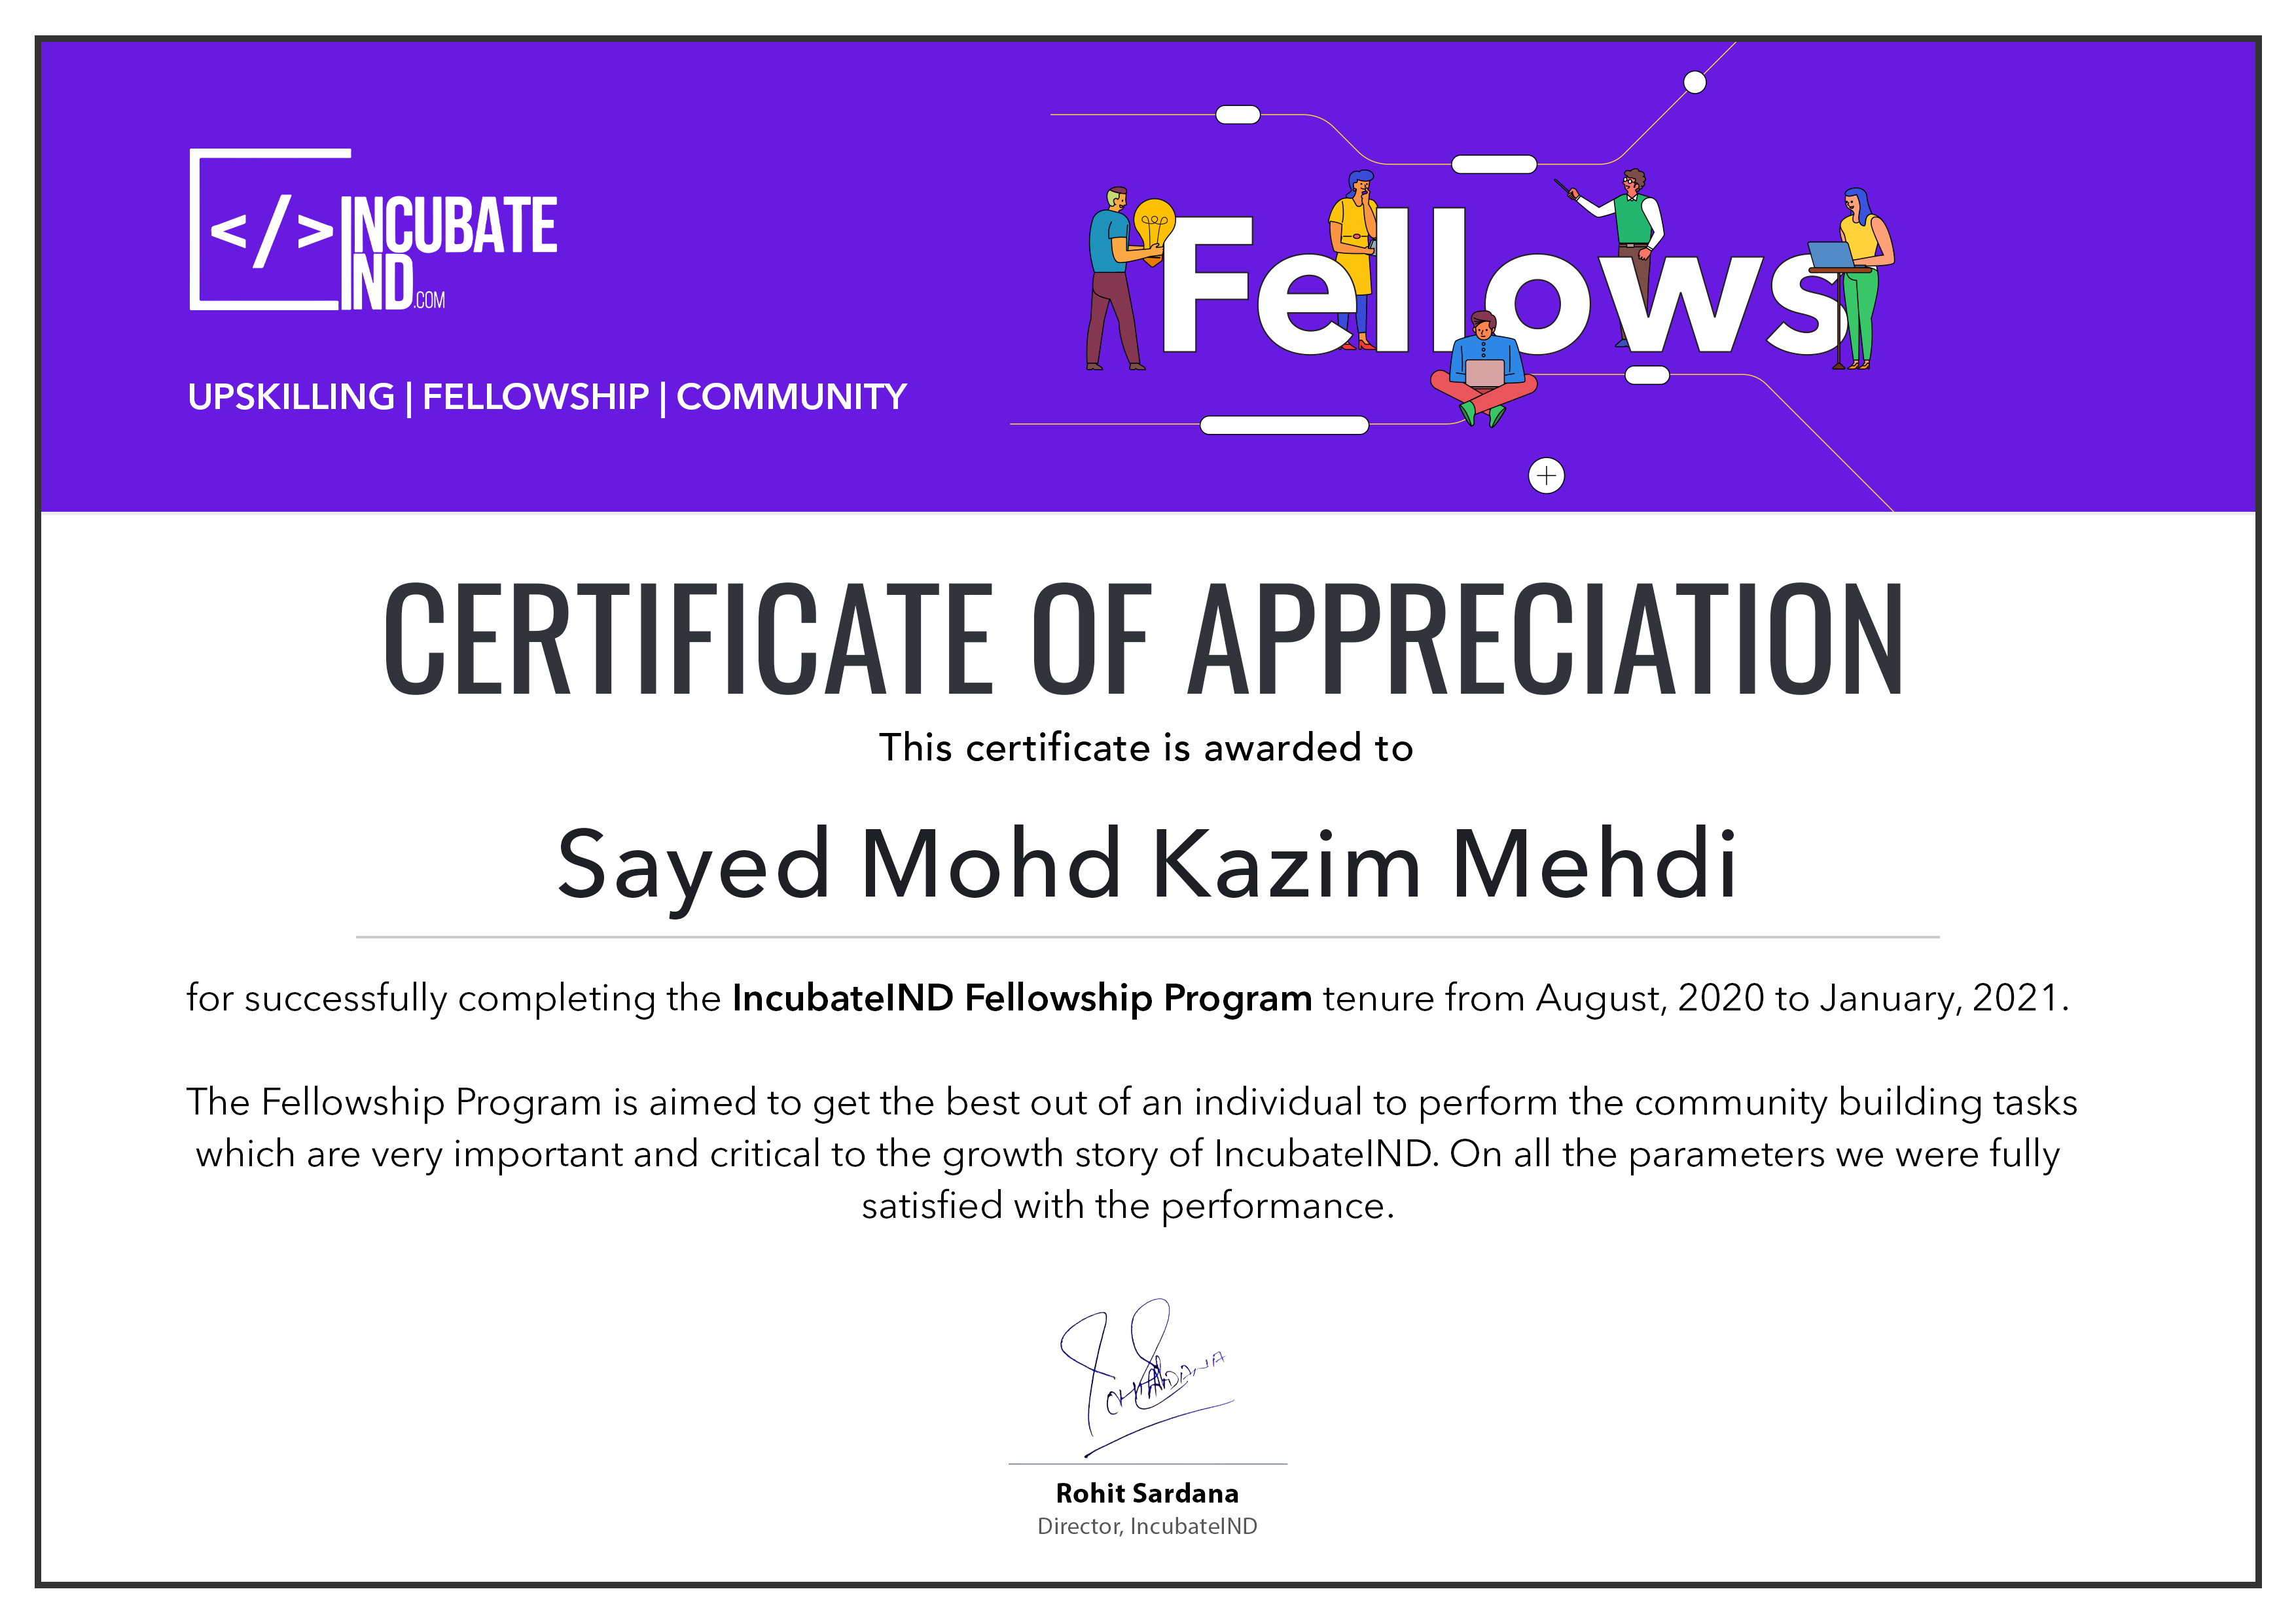 </> INCUBATE
IND.COM
UPSKILLING | FELLOWSHIP | COMMUNITY
Fellows
CERTIFICATE OF APPRECIATION
This certificate is awarded to
Sayed Mohd Kazim Mehdi
for successfully completing the IncubateIND Fellowship Program tenure from August, 2020 to January, 2021.
The Fellowship Program is aimed to get the best out of an individual to perform the community building tasks
which are very important and critical to the growth story of IncubateIND. On all the parameters we were fully
satisfied with the performance.
Rohit Sardana
Director, IncubateIND